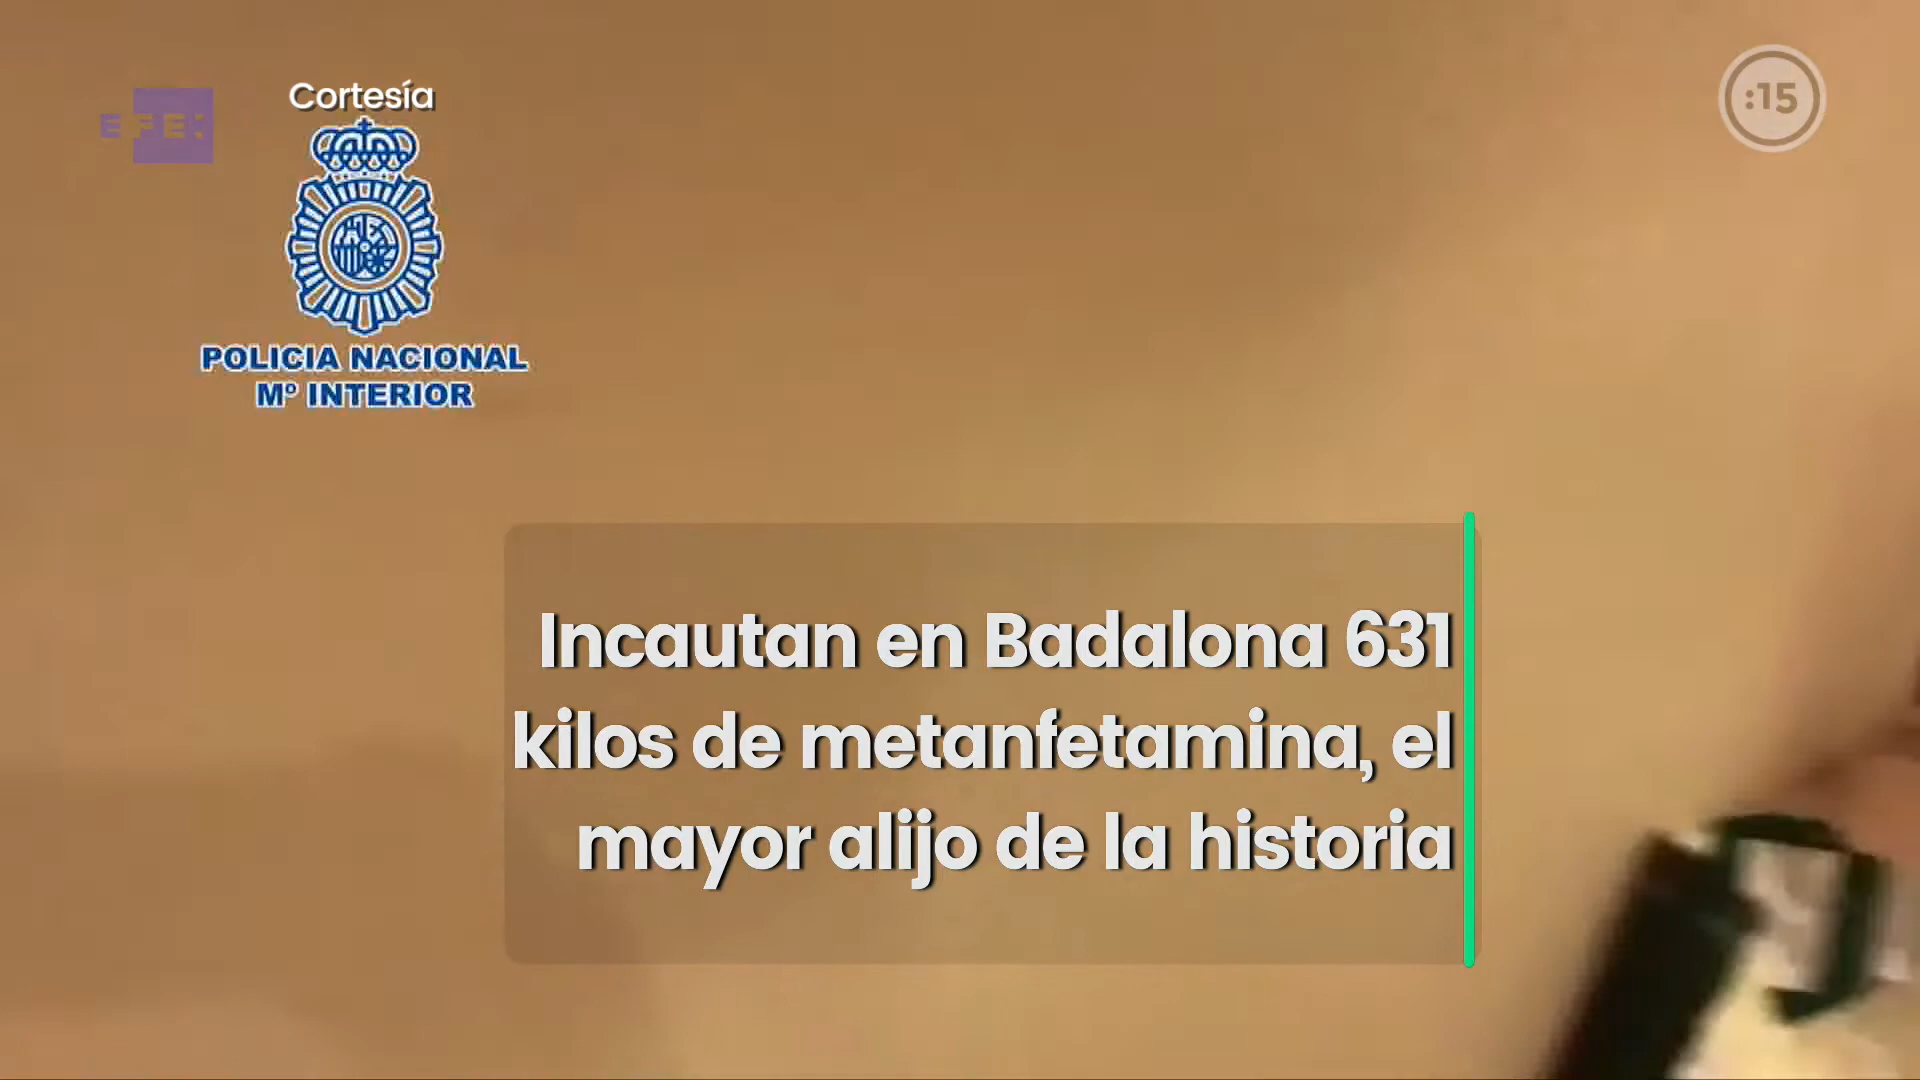 Cortesía
EFE:
:15
POLICIA NACIONAL
Mº INTERIOR
Incautan en Badalona 631
kilos de metanfetamina, el
mayor alijo de la historia